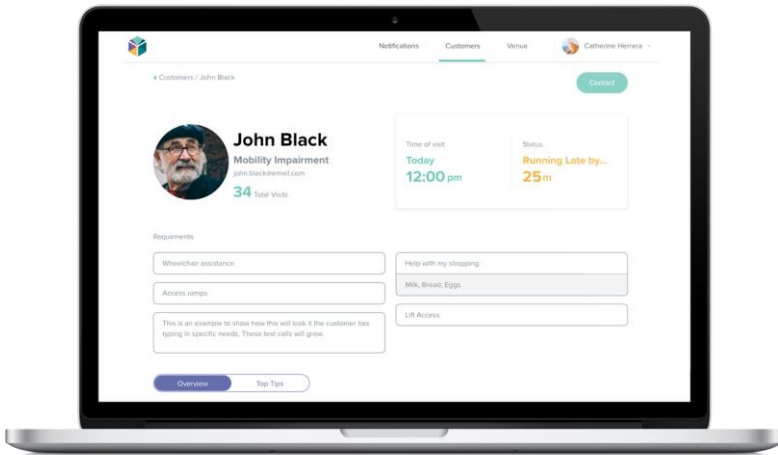 Notifications
Customers
Venue
Catherine Herrera
Customers / John Black
Contact
John Black
Mobility Impairment
john.black@email.com
34 Total Visits
Time of visit
Today
12:00 pm
Status
Running Late by...
25m
Requirments
Wheelchair assistance
Access ramps
This is an example to show how this will look it the customer has
typing in specific needs. These text cells will grow.
Help with my shopping:
Milk, Bread, Eggs
Lift Access
Overview
Top Tips